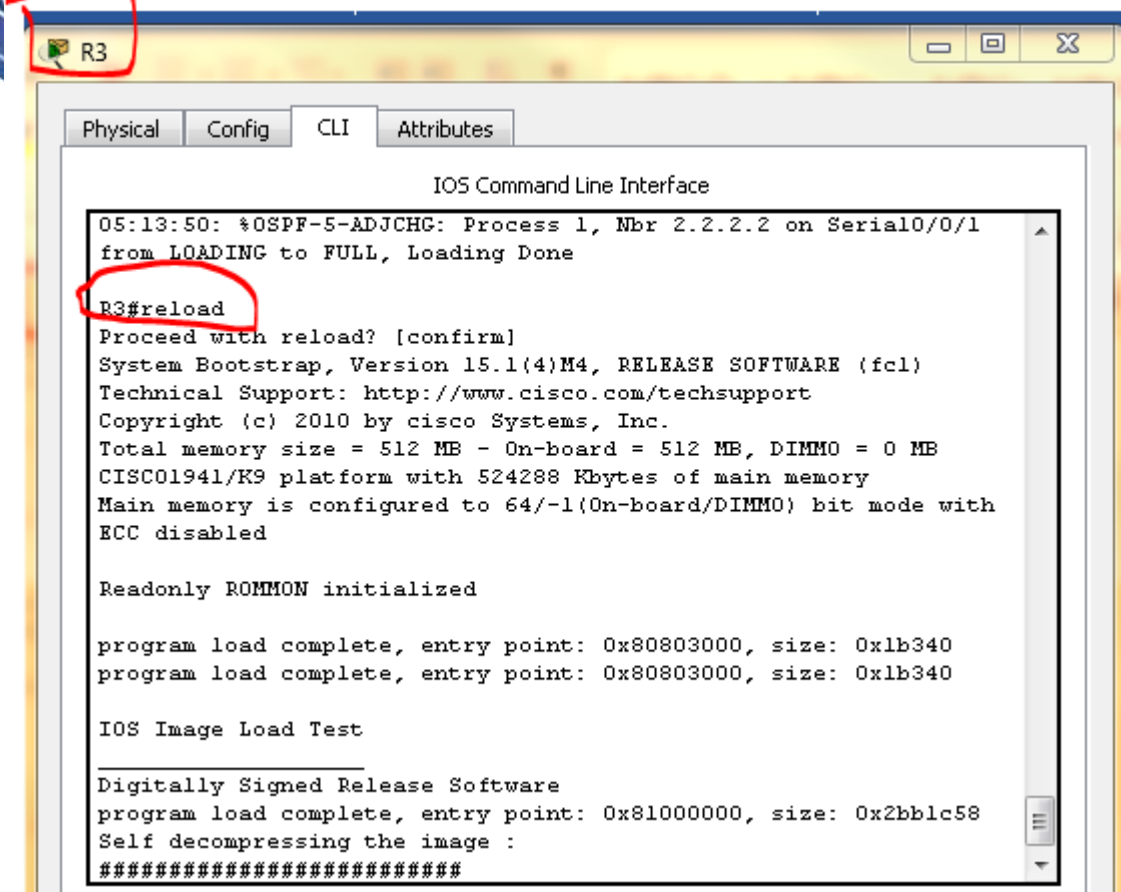 R3
Physical
Config
CLI
Attributes
IOS Command Line Interface
05:13:50: %OSPF-5-ADJCHG: Process 1, Nbr 2.2.2.2 on Serial0/0/1
from LOADING to FULL, Loading Done
R3#reload
Proceed with reload? [confirm]
System Bootstrap, Version 15.1(4)M4, RELEASE SOFTWARE (fc1)
Technical Support: http://www.cisco.com/techsupport
Copyright (c) 2010 by cisco Systems, Inc.
Total memory size = 512 MB - On-board = 512 MB, DIMM0 = 0 MB
CISCO1941/K9 platform with 524288 Kbytes of main memory
Main memory is configured to 64/-1(On-board/DIMM0) bit mode with
ECC disabled
Readonly ROMMON initialized
program load complete, entry point: 0x80803000, size: 0x1b340
program load complete, entry point: 0x80803000, size: 0x1b340
IOS Image Load Test
___________________
Digitally Signed Release Software
program load complete, entry point: 0x81000000, size: 0x2bb1c58
Self decompressing the image :
##########################